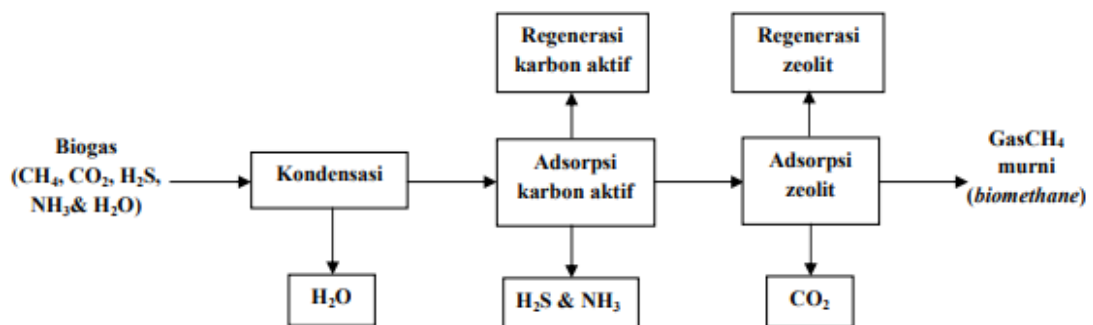 Regenerasi
karbon aktif
Regenerasi
zeolit
Biogas
(CH₄, CO₂, H₂S,
NH₃& H₂O)
Kondensasi
Adsorpsi
karbon aktif
Adsorpsi
zeolit
GasCH₄
murni
(biomethane)
H₂O
H₂S & NH₃
CO₂